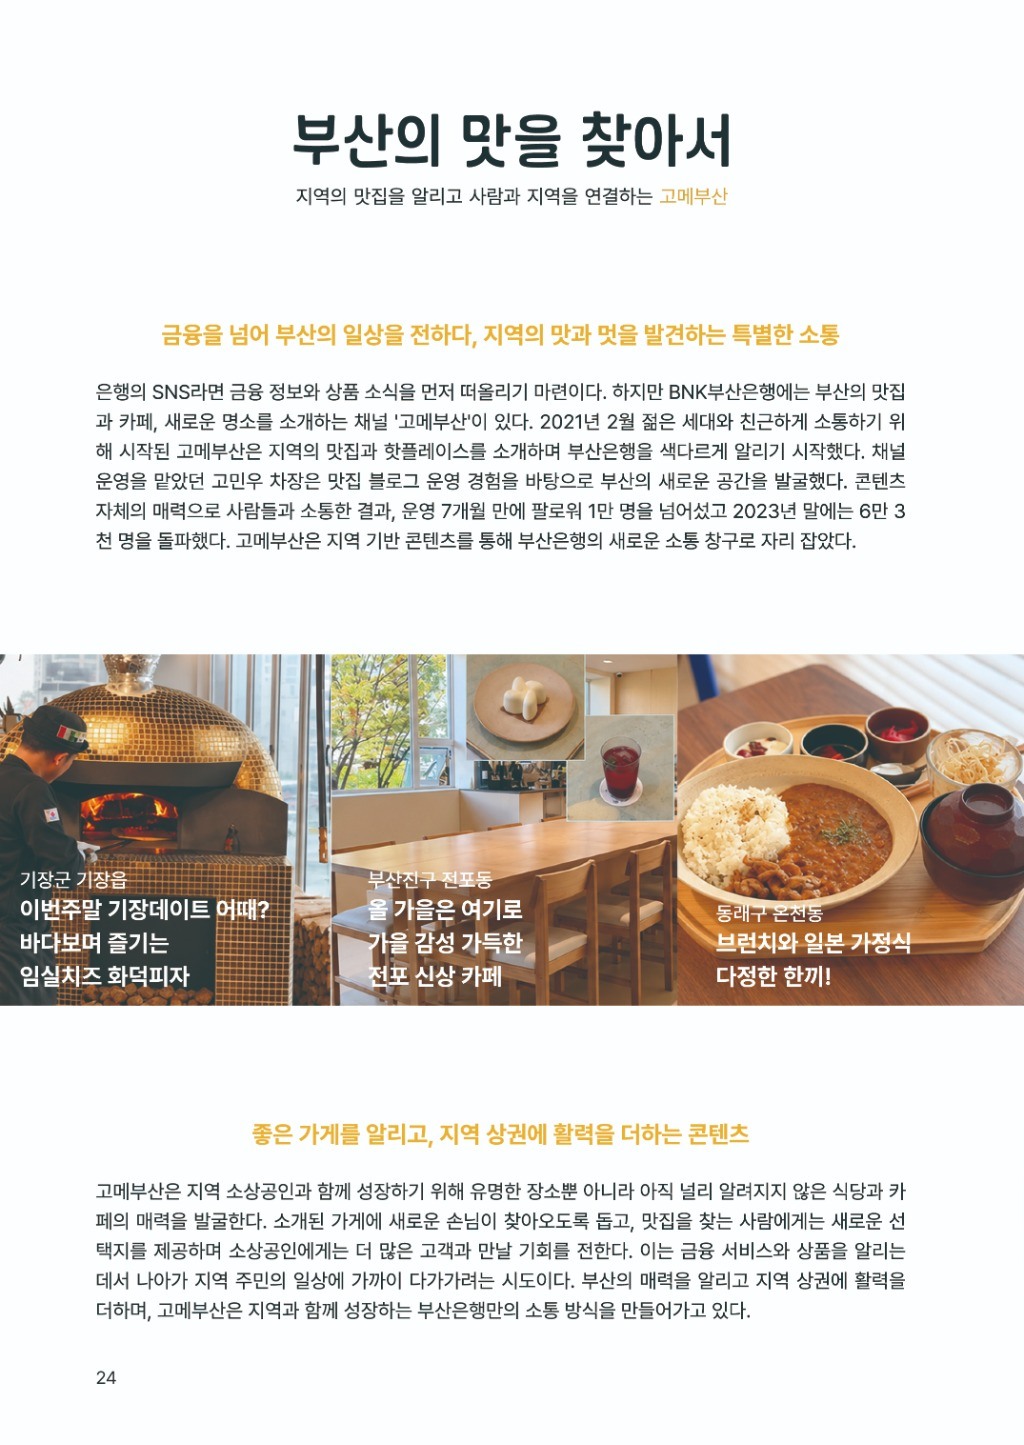 부산의 맛을 찾아서
지역의 맛집을 알리고 사람과 지역을 연결하는 고메부산
금융을 넘어 부산의 일상을 전하다, 지역의 맛과 멋을 발견하는 특별한 소통
은행의 SNS라면 금융 정보와 상품 소식을 먼저 떠올리기 마련이다. 하지만 BNK부산은행에는 부산의 맛집
과 카페, 새로운 명소를 소개하는 채널 '고메부산'이 있다. 2021년 2월 젊은 세대와 친근하게 소통하기 위
해 시작된 고메부산은 지역의 맛집과 핫플레이스를 소개하며 부산은행을 색다르게 알리기 시작했다. 채널
운영을 맡았던 고민우 차장은 맛집 블로그 운영 경험을 바탕으로 부산의 새로운 공간을 발굴했다. 콘텐츠
자체의 매력으로 사람들과 소통한 결과, 운영 7개월 만에 팔로워 1만 명을 넘어섰고 2023년 말에는 6만 3
천 명을 돌파했다. 고메부산은 지역 기반 콘텐츠를 통해 부산은행의 새로운 소통 창구로 자리 잡았다.
기장군 기장읍
이번주말 기장데이트 어때?
바다보며 즐기는
임실치즈 화덕피자
부산진구 전포동
올 가을은 여기로
가을 감성 가득한
전포 신상 카페
동래구 온천동
브런치와 일본 가정식
다정한 한끼!
좋은 가게를 알리고, 지역 상권에 활력을 더하는 콘텐츠
고메부산은 지역 소상공인과 함께 성장하기 위해 유명한 장소뿐 아니라 아직 널리 알려지지 않은 식당과 카
페의 매력을 발굴한다. 소개된 가게에 새로운 손님이 찾아오도록 돕고, 맛집을 찾는 사람에게는 새로운 선
택지를 제공하며 소상공인에게는 더 많은 고객과 만날 기회를 전한다. 이는 금융 서비스와 상품을 알리는
데서 나아가 지역 주민의 일상에 가까이 다가가려는 시도이다. 부산의 매력을 알리고 지역 상권에 활력을
더하며, 고메부산은 지역과 함께 성장하는 부산은행만의 소통 방식을 만들어가고 있다.
24